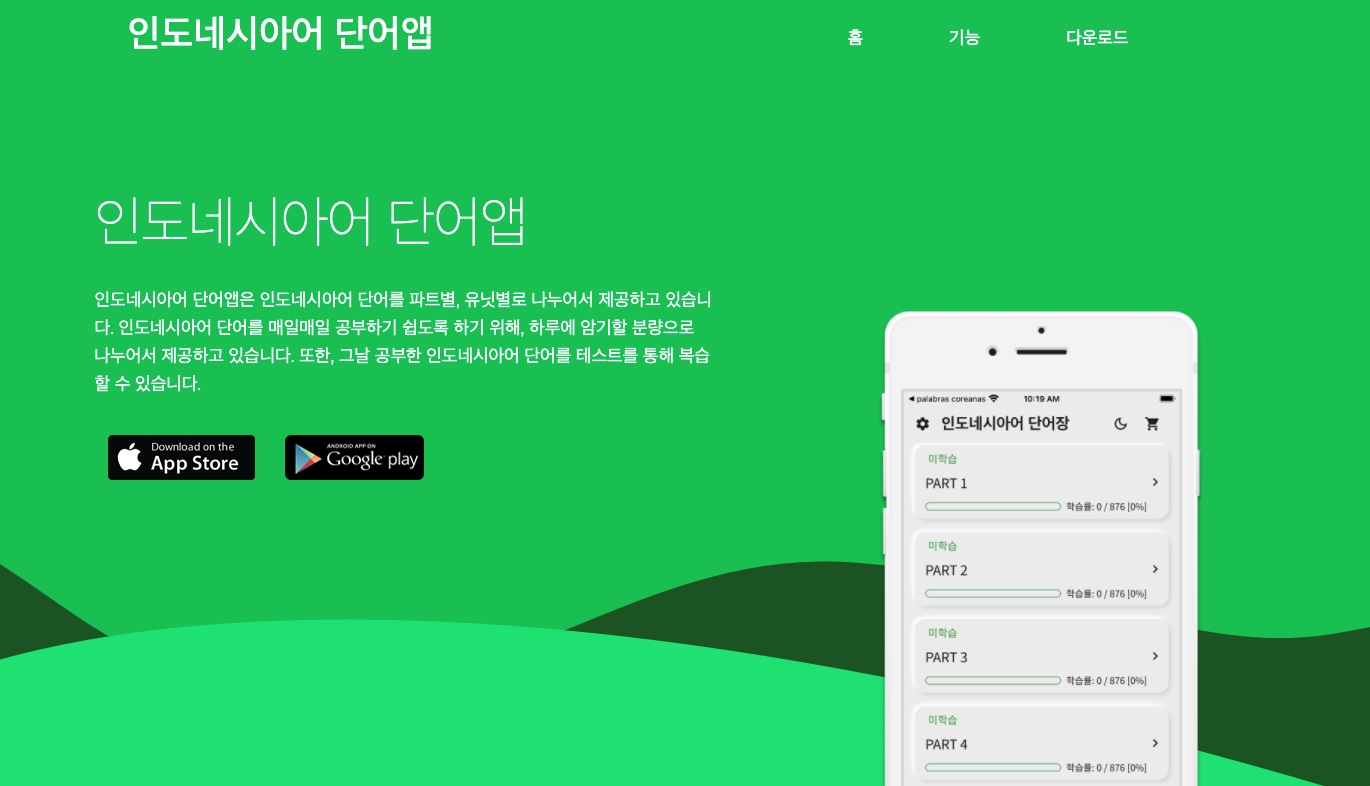 인도네시아어 단어앱
홈 기능 다운로드
인도네시아어 단어앱
인도네시아어 단어앱은 인도네시아어 단어를 파트별, 유닛별로 나누어서 제공하고 있습니
다. 인도네시아어 단어를 매일매일 공부하기 쉽도록 하기 위해, 하루에 암기할 분량으로
나누어서 제공하고 있습니다. 또한, 그날 공부한 인도네시아어 단어를 테스트를 통해 복습
할 수 있습니다.
Download on the
App Store
ANDROID APP ON
Google play
palabras coreanas 10:19 AM
인도네시아어 단어장
미학습
PART 1
학습률: 0 / 876 [0%]
미학습
PART 2
학습률: 0 / 876 [0%]
미학습
PART 3
학습률: 0 / 876 [0%]
미학습
PART 4
학습률: 0 / 876 [0%]